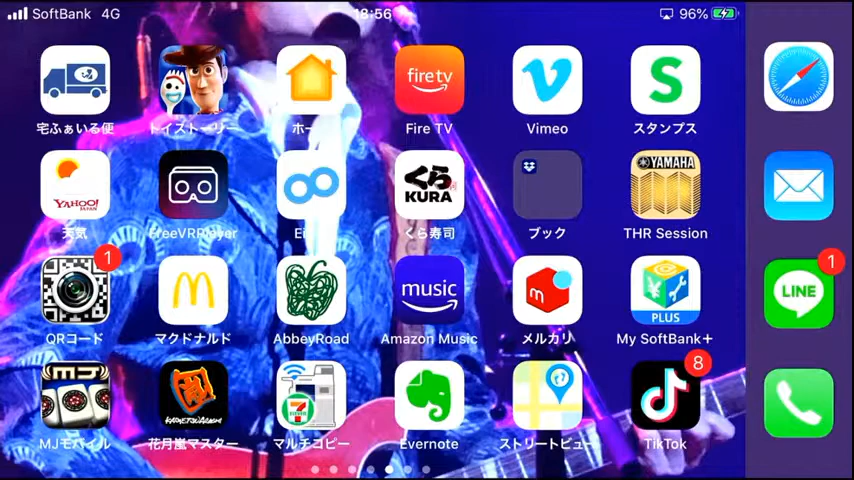 SoftBank 4G 18:56 96%
宅ふぁいる便 トイストーリー ホーム Fire TV Vimeo スタンプス
fire tv
S
天気 FreeVRPlayer くら寿司 ブック THR Session
YAHOO!
JAPAN
くら
KURA
YAMAHA
1
QRコード マクドナルド AbbeyRoad Amazon Music メルカリ My SoftBank+
music
m
¥
PLUS
1
LINE
MJモバイル 花月嵐マスター マルチコピー Evernote ストリートビュー TikTok
MJ
8